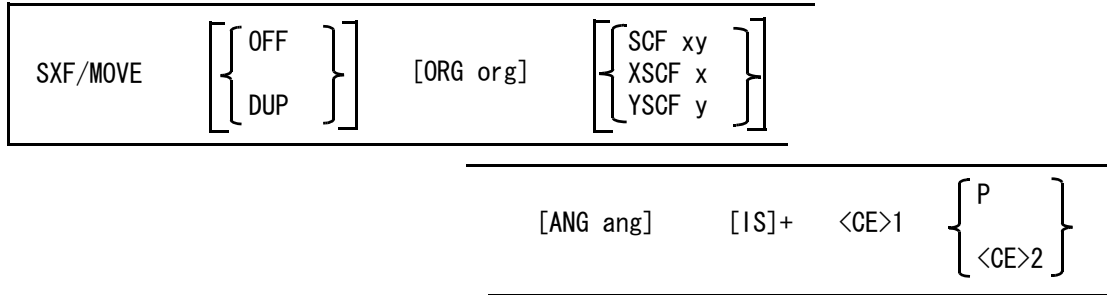 OFF SCF xy
SXF/MOVE [ORG org] XSCF x
DUP YSCF y
P
[ANG ang] [IS]+ <CE>1
<CE>2